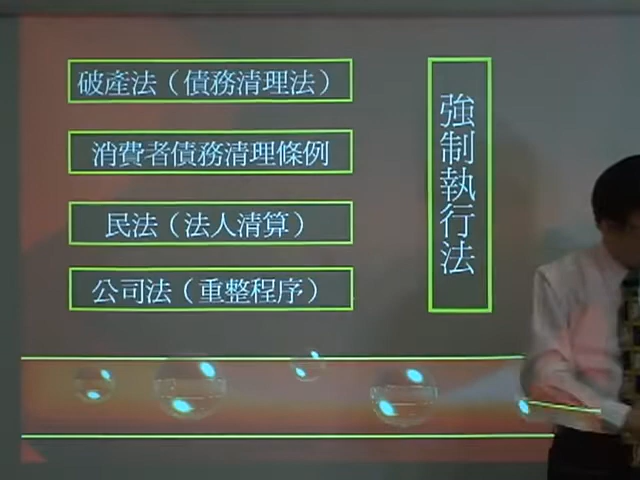 破產法（債務清理法）
消費者債務清理條例
民法（法人清算）
公司法（重整程序）
強制執行法